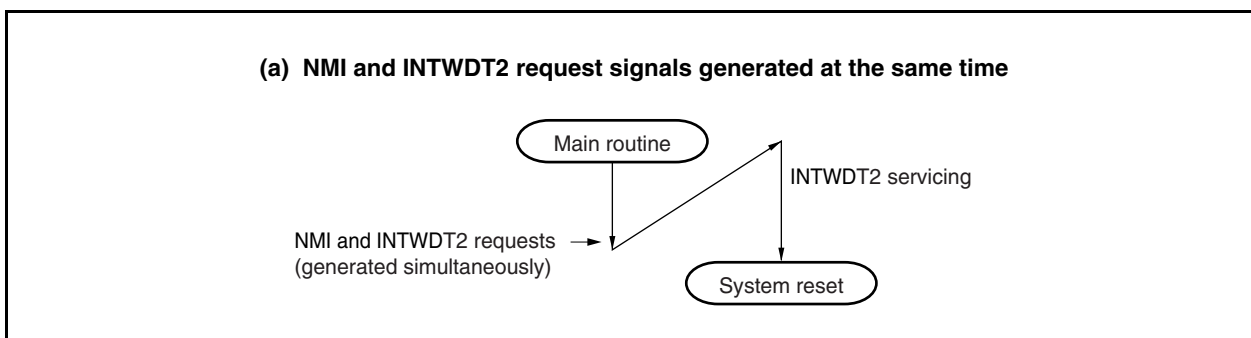 (a) NMI and INTWDT2 request signals generated at the same time
Main routine
INTWDT2 servicing
NMI and INTWDT2 requests
(generated simultaneously)
System reset